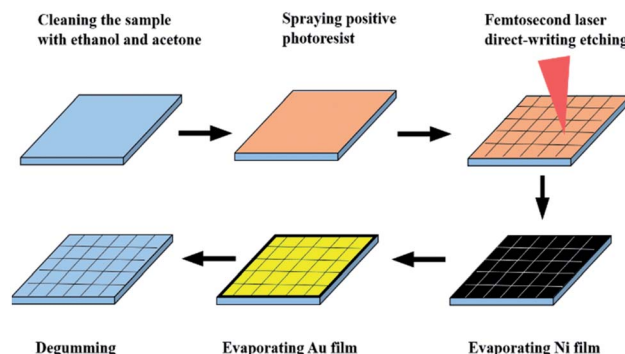 Cleaning the sample
with ethanol and acetone
Spraying positive
photoresist
Femtosecond laser
direct-writing etching
Degumming
Evaporating Au film
Evaporating Ni film